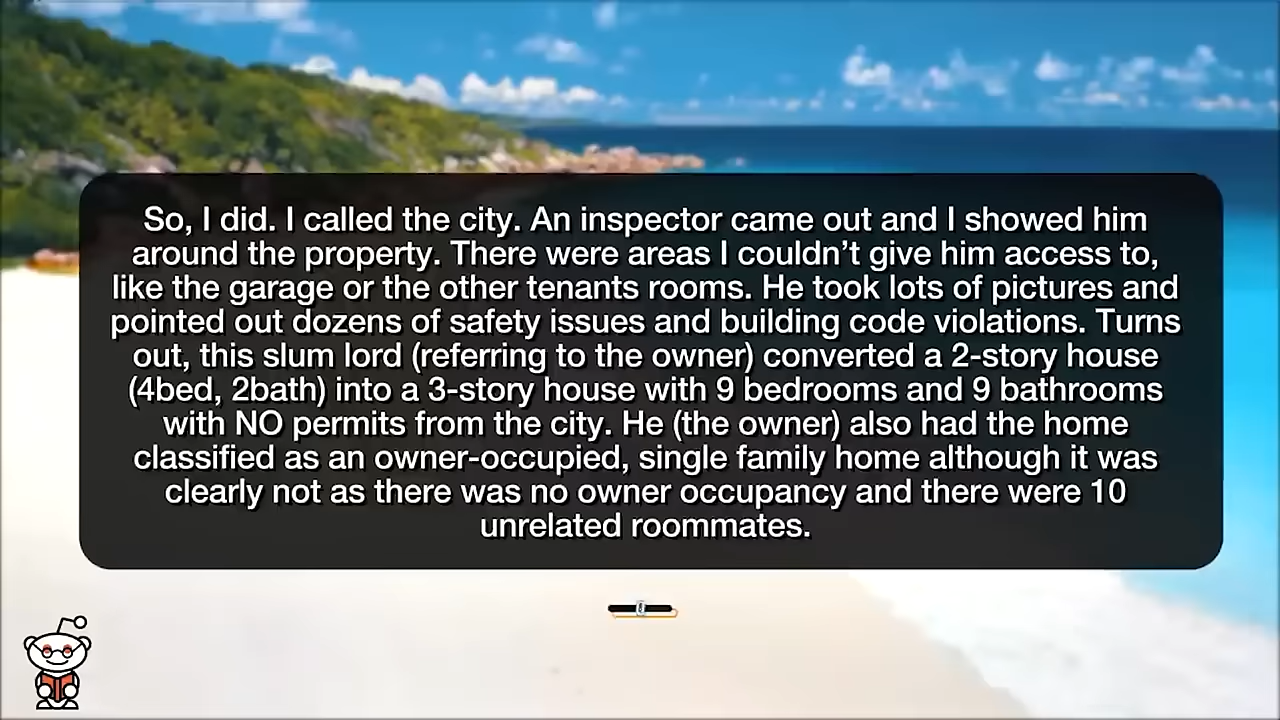 So, I did. I called the city. An inspector came out and I showed him
around the property. There were areas I couldn’t give him access to,
like the garage or the other tenants rooms. He took lots of pictures and
pointed out dozens of safety issues and building code violations. Turns
out, this slum lord (referring to the owner) converted a 2-story house
(4bed, 2bath) into a 3-story house with 9 bedrooms and 9 bathrooms
with NO permits from the city. He (the owner) also had the home
classified as an owner-occupied, single family home although it was
clearly not as there was no owner occupancy and there were 10
unrelated roommates.